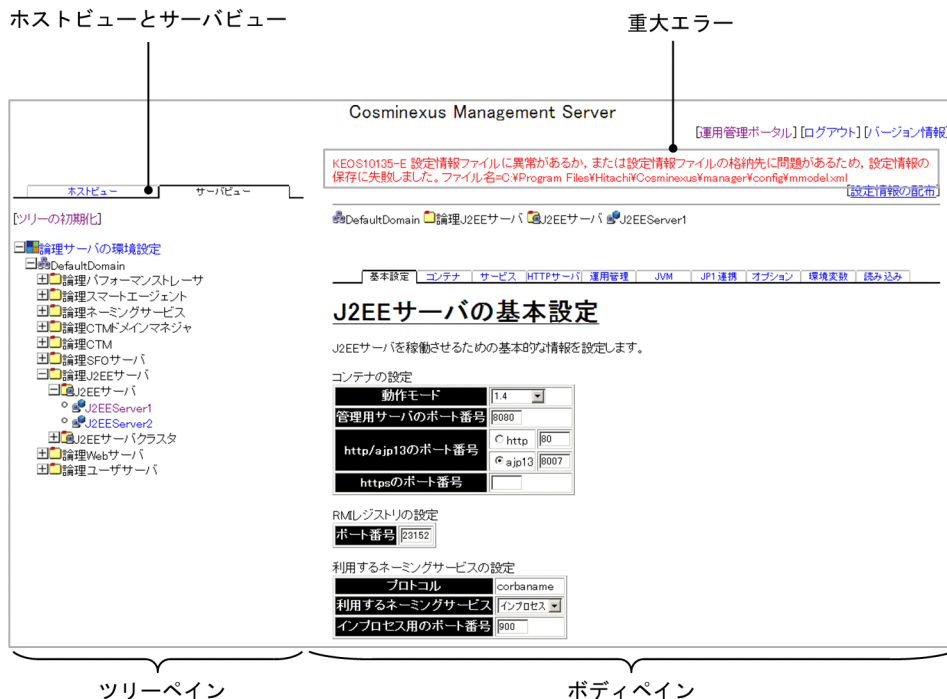 ホストビューとサーバビュー
重大エラー
Cosminexus Management Server
[運用管理ポータル] [ログアウト] [バージョン情報]
KEOS10135-E 設定情報ファイルに異常があるか，または設定情報ファイルの格納先に問題があるため，設定情報の
保存に失敗しました。ファイル名=C:¥Program Files¥Hitachi¥Cosminexus¥manager¥config¥mmodel.xml
[設定情報の配布]
ホストビュー サーバビュー
[ツリーの初期化]
論理サーバの環境設定
DefaultDomain
論理パフォーマンストレーサ
論理スマートエージェント
論理ネーミングサービス
論理CTMドメインマネジャ
論理CTM
論理SFOサーバ
論理J2EEサーバ
J2EEサーバ
J2EEServer1
J2EEServer2
J2EEサーバクラスタ
論理Webサーバ
論理ユーザサーバ
DefaultDomain 論理J2EEサーバ J2EEサーバ J2EEServer1
基本設定 コンテナ サービス HTTPサーバ 運用管理 JVM JP1連携 オプション 環境変数 読み込み
J2EEサーバの基本設定
J2EEサーバを稼働させるための基本的な情報を設定します。
コンテナの設定
動作モード 1.4
管理用サーバのポート番号 8080
http/ajp13のポート番号 http 80
ajp13 8007
httpsのポート番号
RMIレジストリの設定
ポート番号 23152
利用するネーミングサービスの設定
プロトコル corbaname
利用するネーミングサービス インプロセス
インプロセス用のポート番号 900
ツリーペイン
ボディペイン